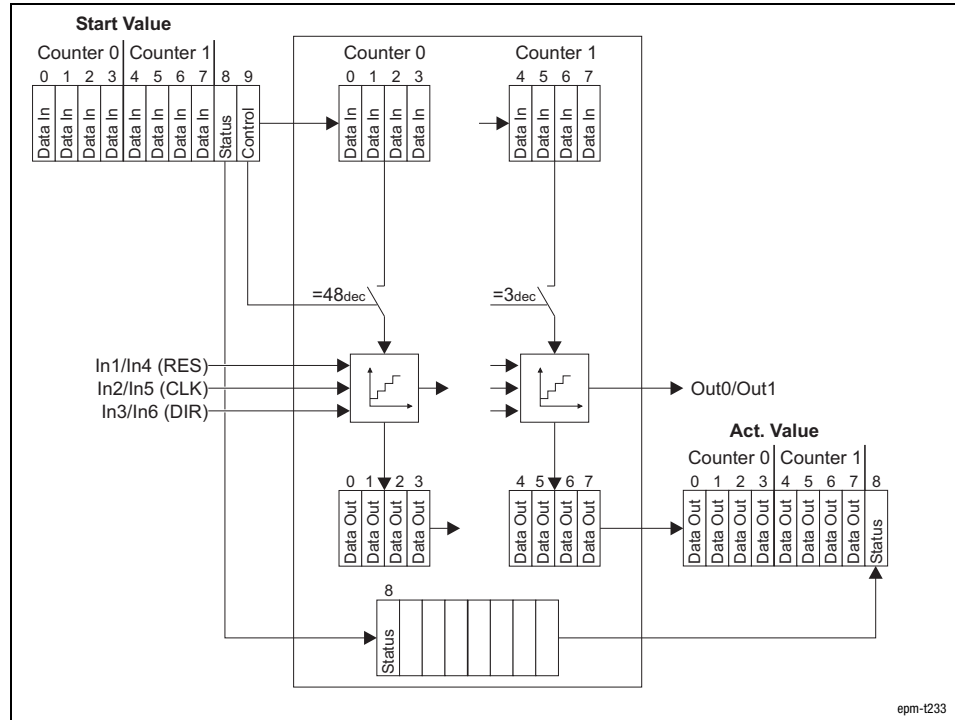 Start Value
Counter 0 Counter 1
0 1 2 3 4 5 6 7 8 9
Data In Data In Data In Data In Data In Data In Data In Data In Status Control
Counter 0
0 1 2 3
Data In Data In Data In Data In
Counter 1
4 5 6 7
Data In Data In Data In Data In
=48dec
=3dec
In1/In4 (RES)
In2/In5 (CLK)
In3/In6 (DIR)
Out0/Out1
Act. Value
Counter 0 Counter 1
0 1 2 3 4 5 6 7 8
Data Out Data Out Data Out Data Out Data Out Data Out Data Out Data Out Status
0 1 2 3
Data Out Data Out Data Out Data Out
4 5 6 7
Data Out Data Out Data Out Data Out
8
Status
epm-t233